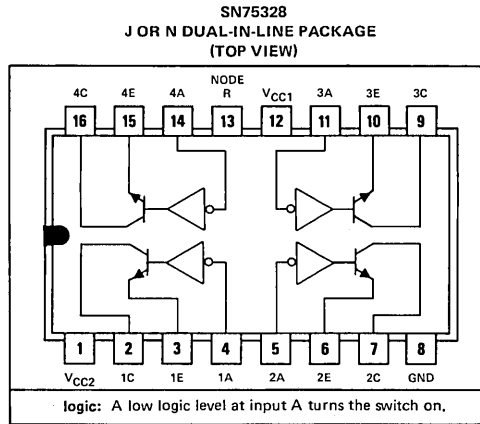 SN75328
J OR N DUAL-IN-LINE PACKAGE
(TOP VIEW)
4C 4E 4A NODE R VCC1 3A 3E 3C
16 15 14 13 12 11 10 9
1 2 3 4 5 6 7 8
VCC2 1C 1E 1A 2A 2E 2C GND
logic: A low logic level at input A turns the switch on.